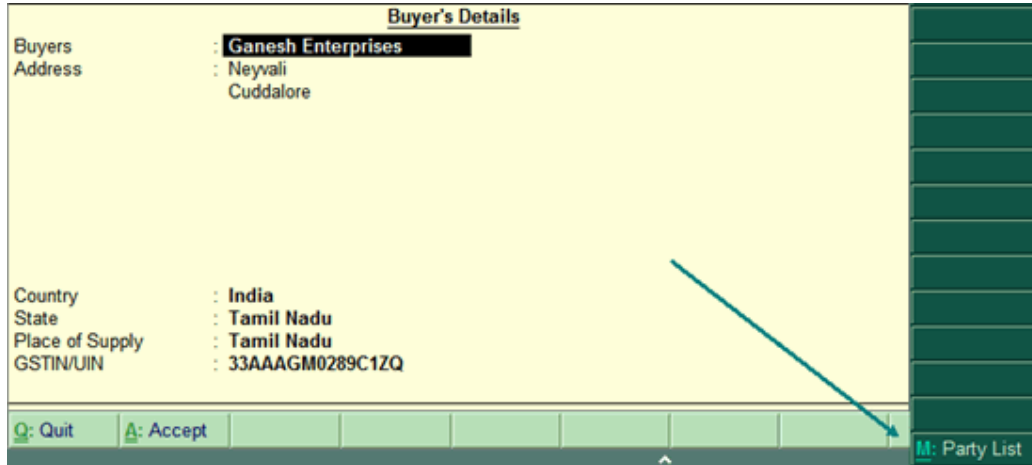 Buyer's Details
Buyers : Ganesh Enterprises
Address : Neyvali
Cuddalore
Country : India
State : Tamil Nadu
Place of Supply : Tamil Nadu
GSTIN/UIN : 33AAAGM0289C1ZQ
Q: Quit A: Accept
M: Party List